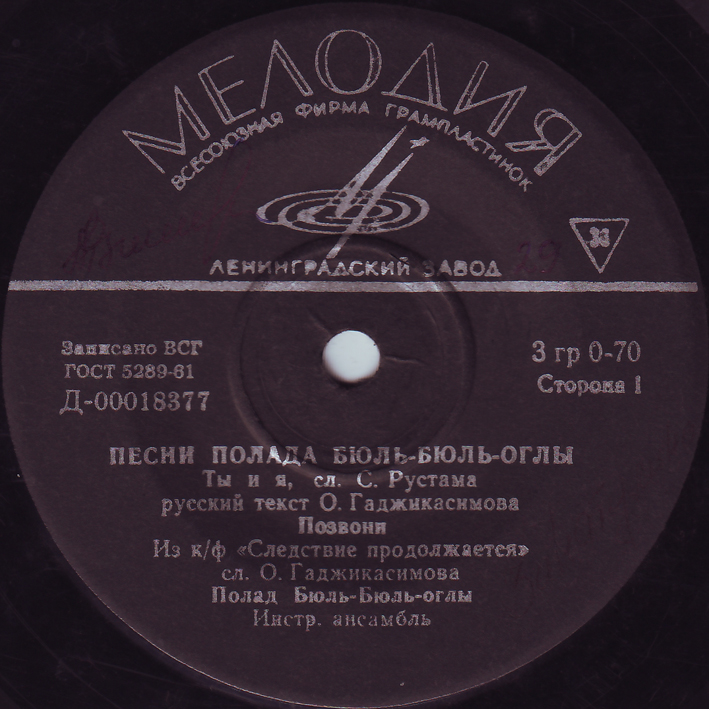 МЕЛОДИЯ
ВСЕСОЮЗНАЯ ФИРМА ГРАМПЛАСТИНОК
33
ЛЕНИНГРАДСКИЙ ЗАВОД
Записано ВСГ
ГОСТ 5289-61
Д-00018377
3 гр 0-70
Сторона 1
ПЕСНИ ПОЛАДА БЮЛЬ-БЮЛЬ-ОГЛЫ
Ты и я, сл. С. Рустама
русский текст О. Гаджикасимова
Позвони
Из к/ф «Следствие продолжается»
сл. О. Гаджикасимова
Полад Бюль-Бюль-оглы
Инстр. ансамбль